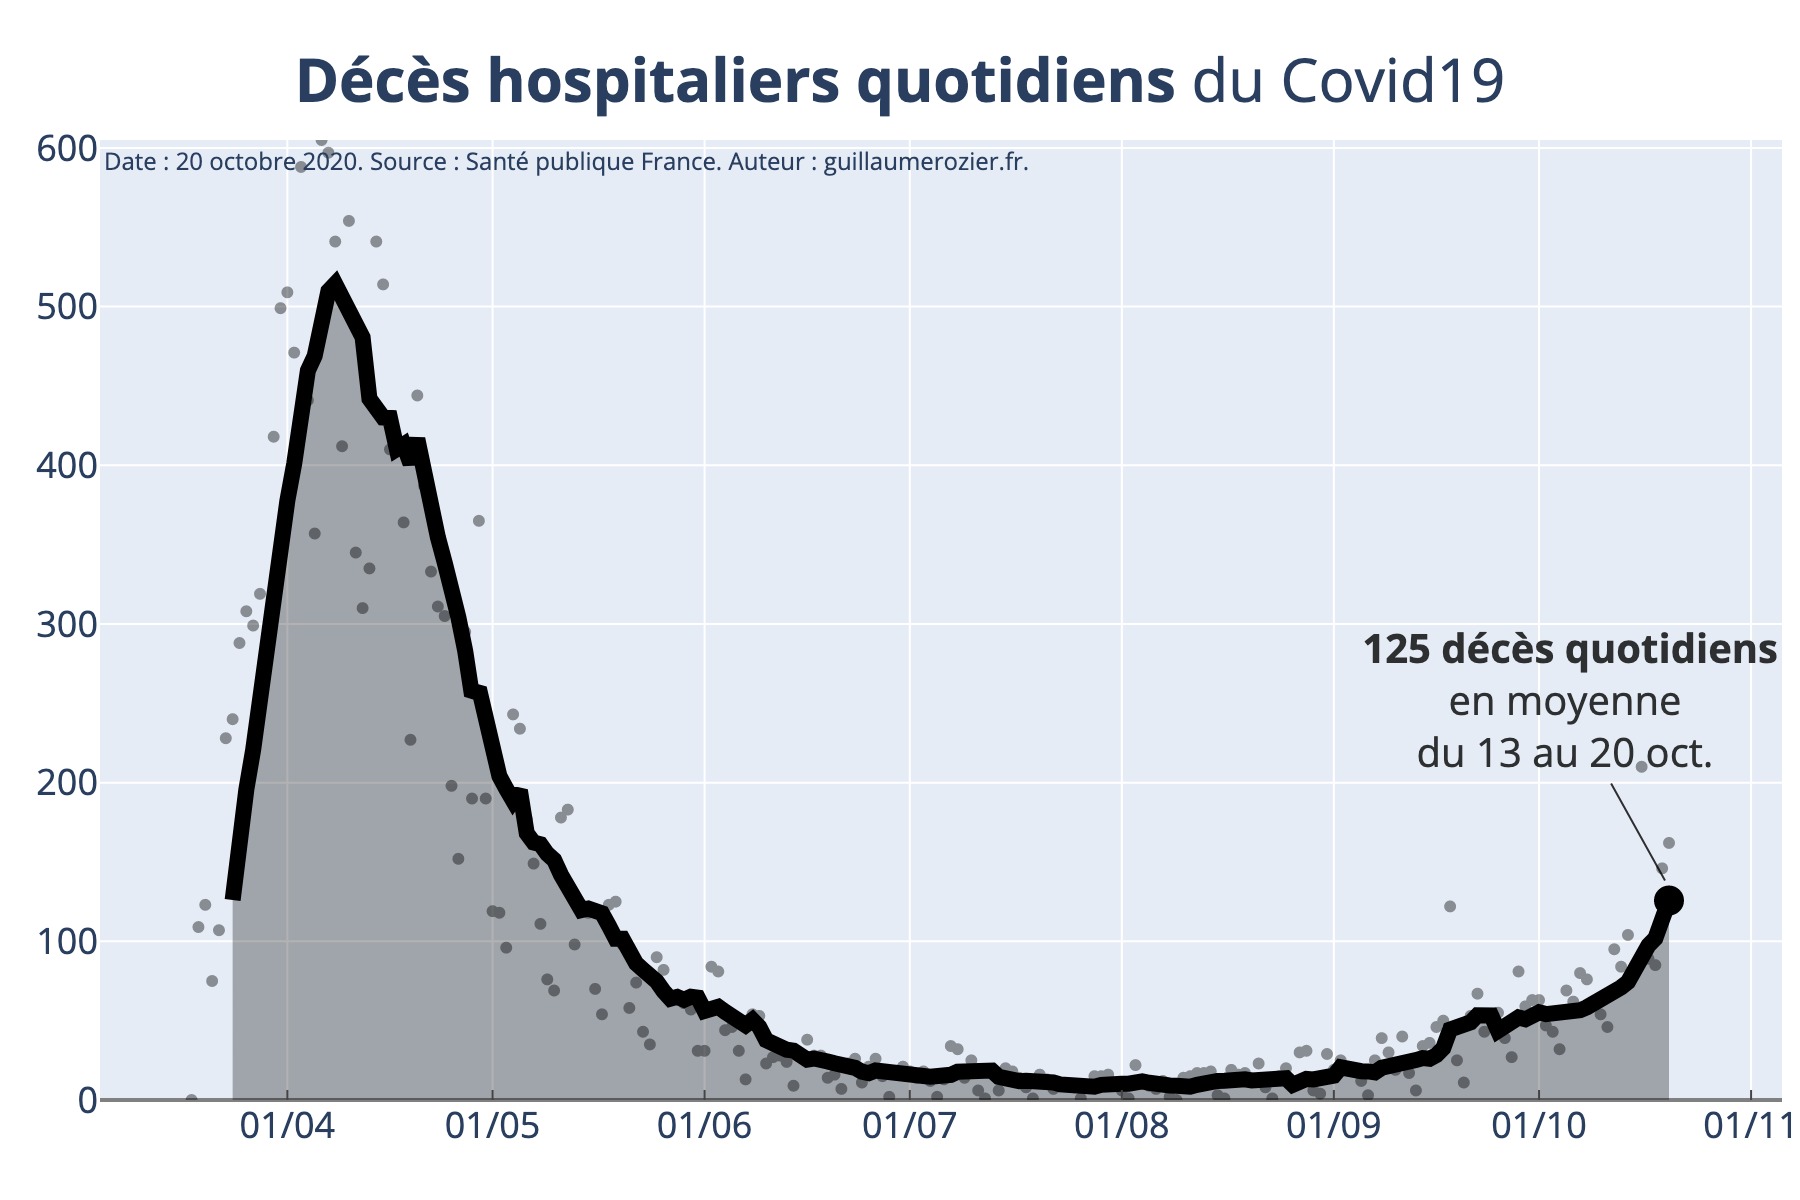 Décès hospitaliers quotidiens du Covid19
600
Date : 20 octobre 2020. Source : Santé publique France. Auteur : guillaumerozier.fr.
500
400
300
125 décès quotidiens
en moyenne
du 13 au 20 oct.
200
100
0
01/04 01/05 01/06 01/07 01/08 01/09 01/10 01/11